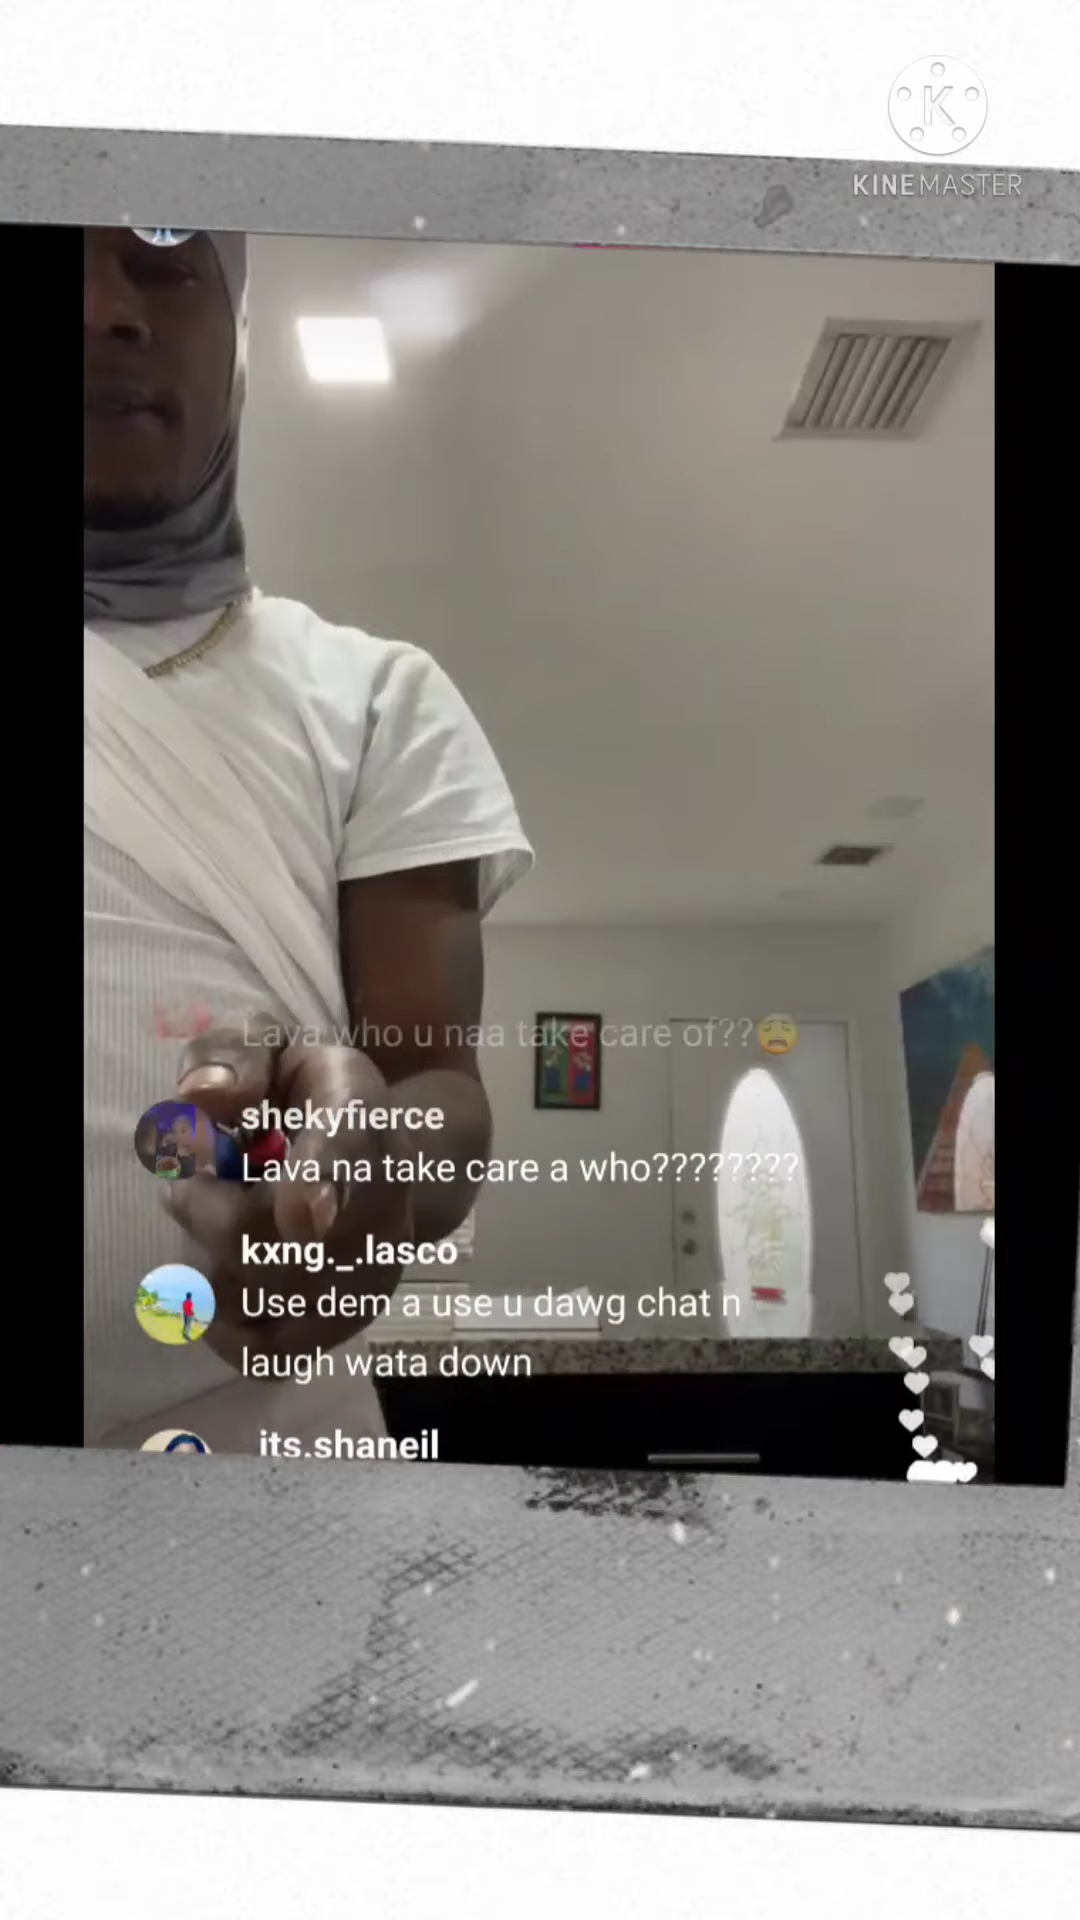 KINEMASTER
Lava who u naa take care of??😩
shekyfierce
Lava na take care a who????????
kxng._.lasco
Use dem a use u dawg chat n
laugh wata down
its.shaneil